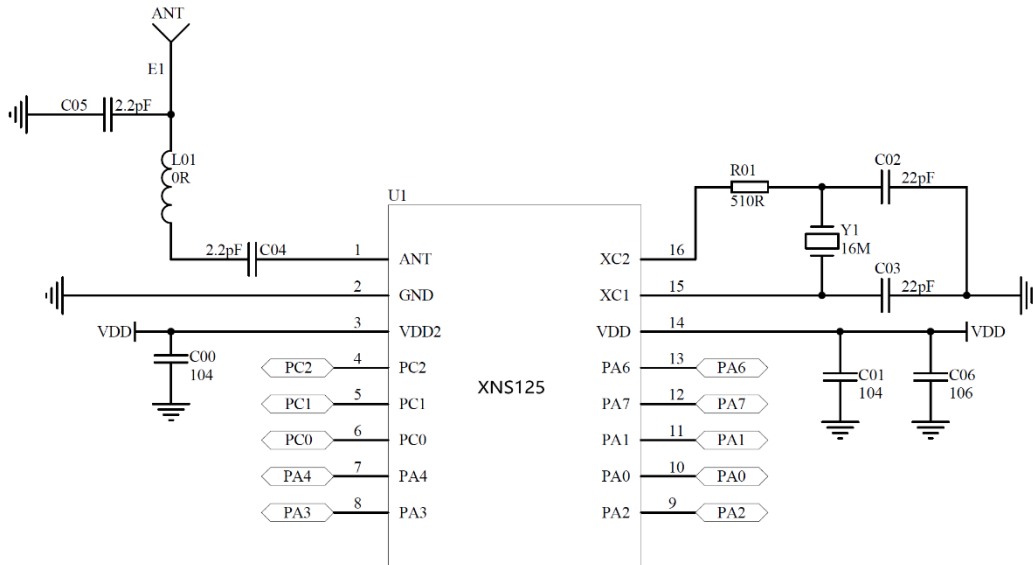 ANT
E1
C05 2.2pF
L01
0R
2.2pF C04
U1
1 ANT
2 GND
VDD 3 VDD2
C00
104
PC2 4 PC2
PC1 5 PC1
PC0 6 PC0
PA4 7 PA4
PA3 8 PA3
XNS125
R01
510R
C02
22pF
Y1
16M
C03
22pF
XC2 16
XC1 15
VDD 14 VDD
C01
104
C06
106
PA6 13 PA6
PA7 12 PA7
PA1 11 PA1
PA0 10 PA0
PA2 9 PA2